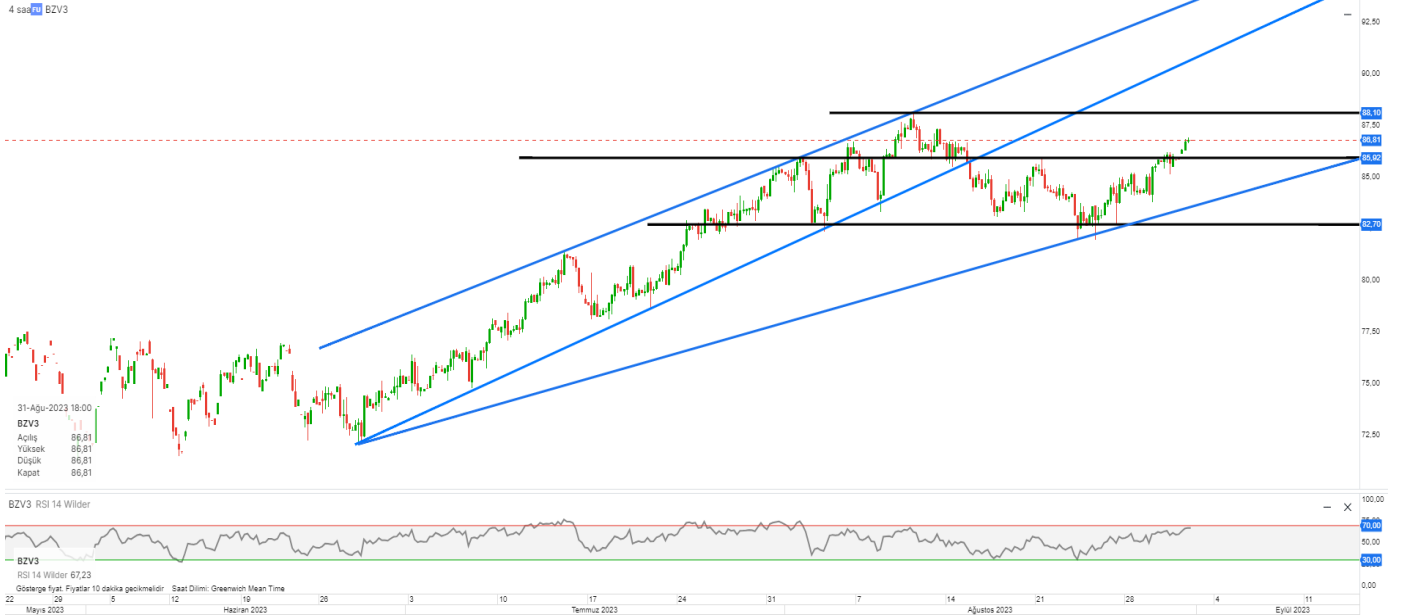 4 saa FU BZV3
92,50
90,00
88,10
87,50
86,81
85,92
85,00
82,70
80,00
77,50
75,00
72,50
31-Ağu-2023 18:00
BZV3
Açılış 86,81
Yüksek 86,81
Düşük 86,81
Kapat 86,81
BZV3 RSI 14 Wilder
100,00
70,00
50,00
30,00
0,00
BZV3
RSI 14 Wilder 67,23
Gösterge fiyat. Fiyatlar 10 dakika gecikmelidir Saat Dilimi: Greenwich Mean Time
22 29 5 12 19 26 3 10 17 24 31 7 14 21 28 4 11
Mayıs 2023 Haziran 2023 Temmuz 2023 Ağustos 2023 Eylül 2023